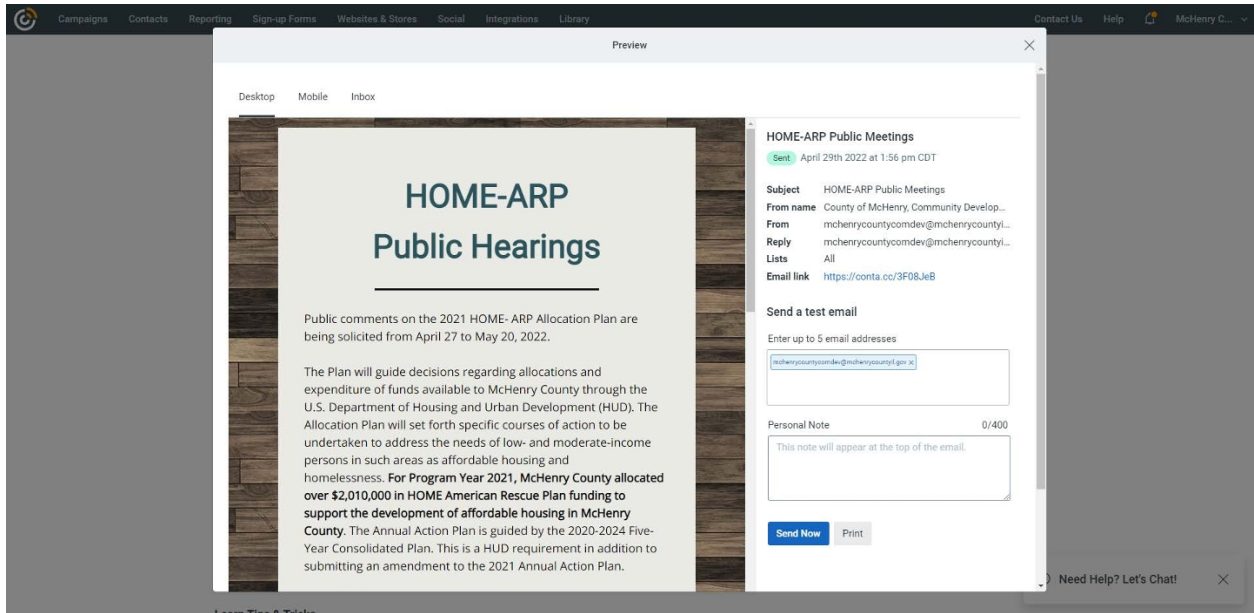 Campaigns Contacts Reporting Sign-up Forms Websites & Stores Social Integrations Library Contact Us Help McHenry C...
Preview
Desktop Mobile Inbox
HOME-ARP
Public Hearings
Public comments on the 2021 HOME- ARP Allocation Plan are
being solicited from April 27 to May 20, 2022.
The Plan will guide decisions regarding allocations and
expenditure of funds available to McHenry County through the
U.S. Department of Housing and Urban Development (HUD). The
Allocation Plan will set forth specific courses of action to be
undertaken to address the needs of low- and moderate-income
persons in such areas as affordable housing and
homelessness. For Program Year 2021, McHenry County allocated
over $2,010,000 in HOME American Rescue Plan funding to
support the development of affordable housing in McHenry
County. The Annual Action Plan is guided by the 2020-2024 Five-
Year Consolidated Plan. This is a HUD requirement in addition to
submitting an amendment to the 2021 Annual Action Plan.
HOME-ARP Public Meetings
Sent April 29th 2022 at 1:56 pm CDT
Subject HOME-ARP Public Meetings
From name County of McHenry, Community Develop...
From mchenrycountycomdev@mchenrycountyi...
Reply mchenrycountycomdev@mchenrycountyi...
Lists All
Email link https://conta.cc/3F08JeB
Send a test email
Enter up to 5 email addresses
mchenrycountycomdev@mchenrycountyil.gov x
Personal Note 0/400
This note will appear at the top of the email.
Send Now Print
Need Help? Let's Chat!
Learn Tips & Tricks